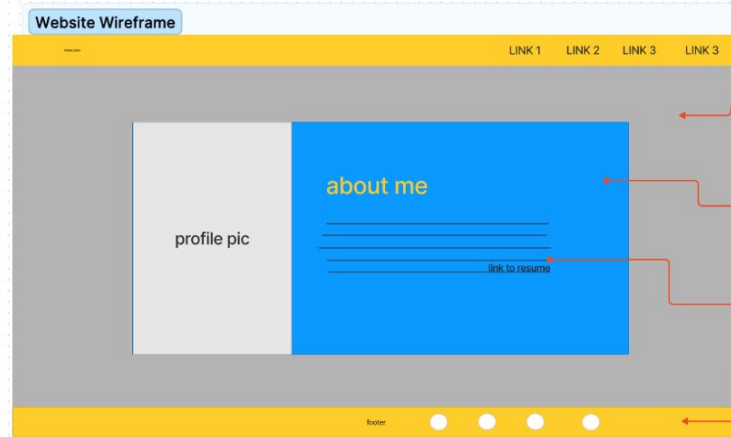 Website Wireframe
LINK 1 LINK 2 LINK 3 LINK 3
about me
profile pic
link to resume
footer